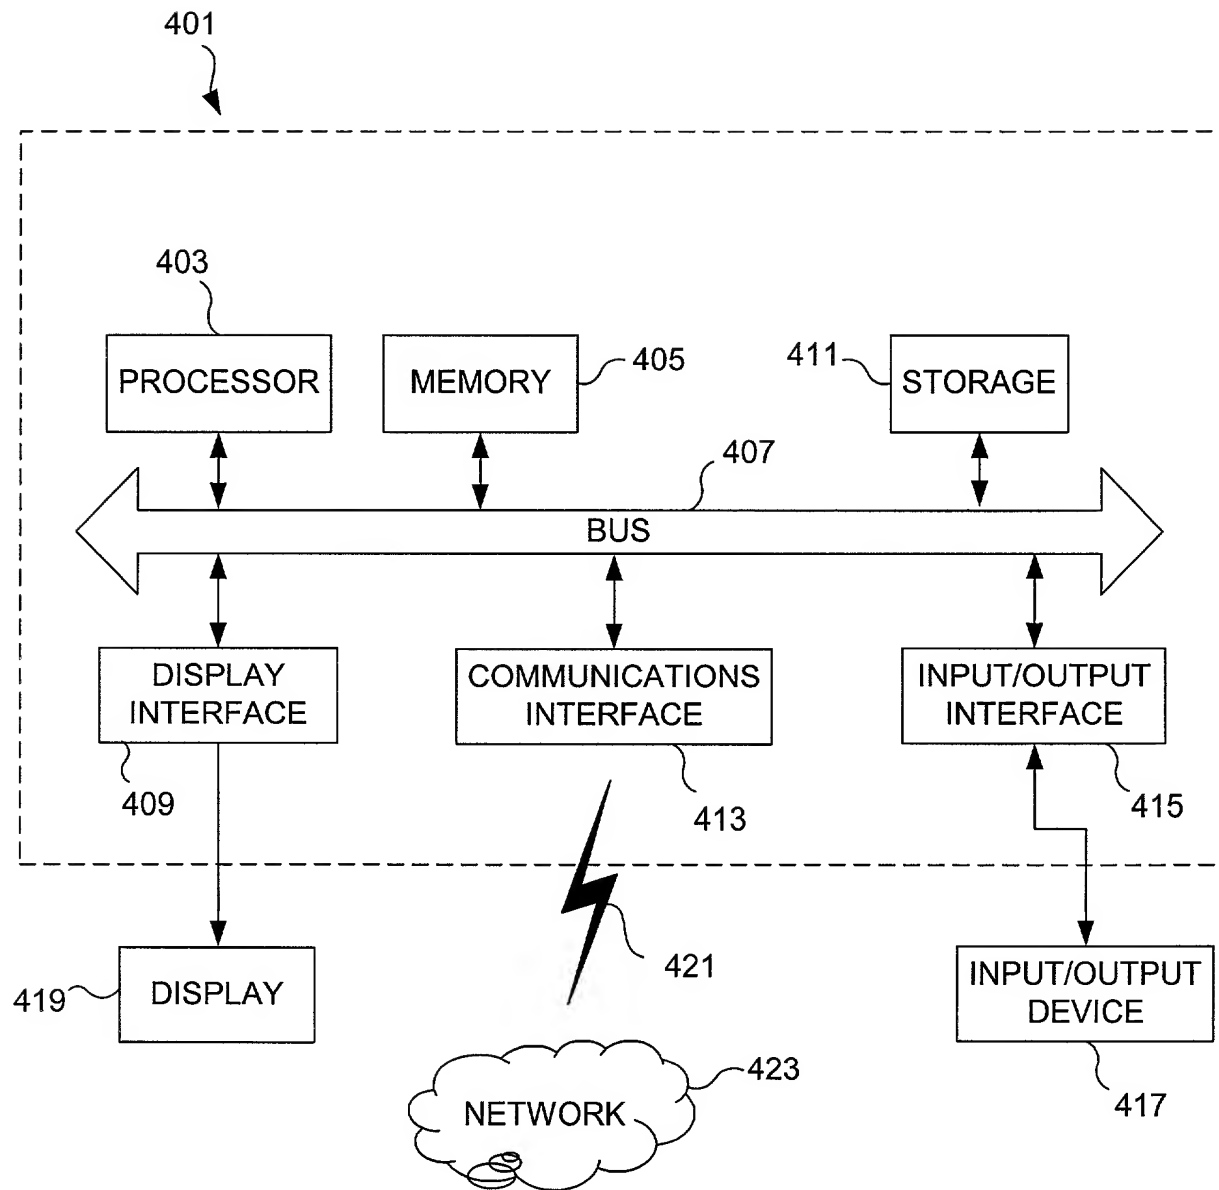 401
403
PROCESSOR
MEMORY
405
411
STORAGE
407
BUS
DISPLAY
INTERFACE
COMMUNICATIONS
INTERFACE
INPUT/OUTPUT
INTERFACE
409
413
415
419
DISPLAY
421
INPUT/OUTPUT
DEVICE
423
NETWORK
417